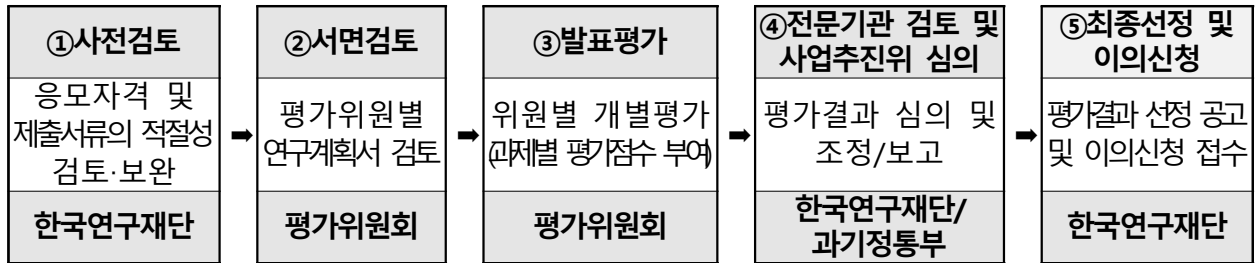 ①사전검토
응모자격 및
제출서류의 적절성
검토·보완
한국연구재단
➡
②서면검토
평가위원별
연구계획서 검토
평가위원회
➡
③발표평가
위원별 개별평가
(과제별 평가점수 부여)
평가위원회
➡
④전문기관 검토 및
사업추진위 심의
평가결과 심의 및
조정/보고
한국연구재단/
과기정통부
➡
⑤최종선정 및
이의신청
평가결과 선정 공고
및 이의신청 접수
한국연구재단